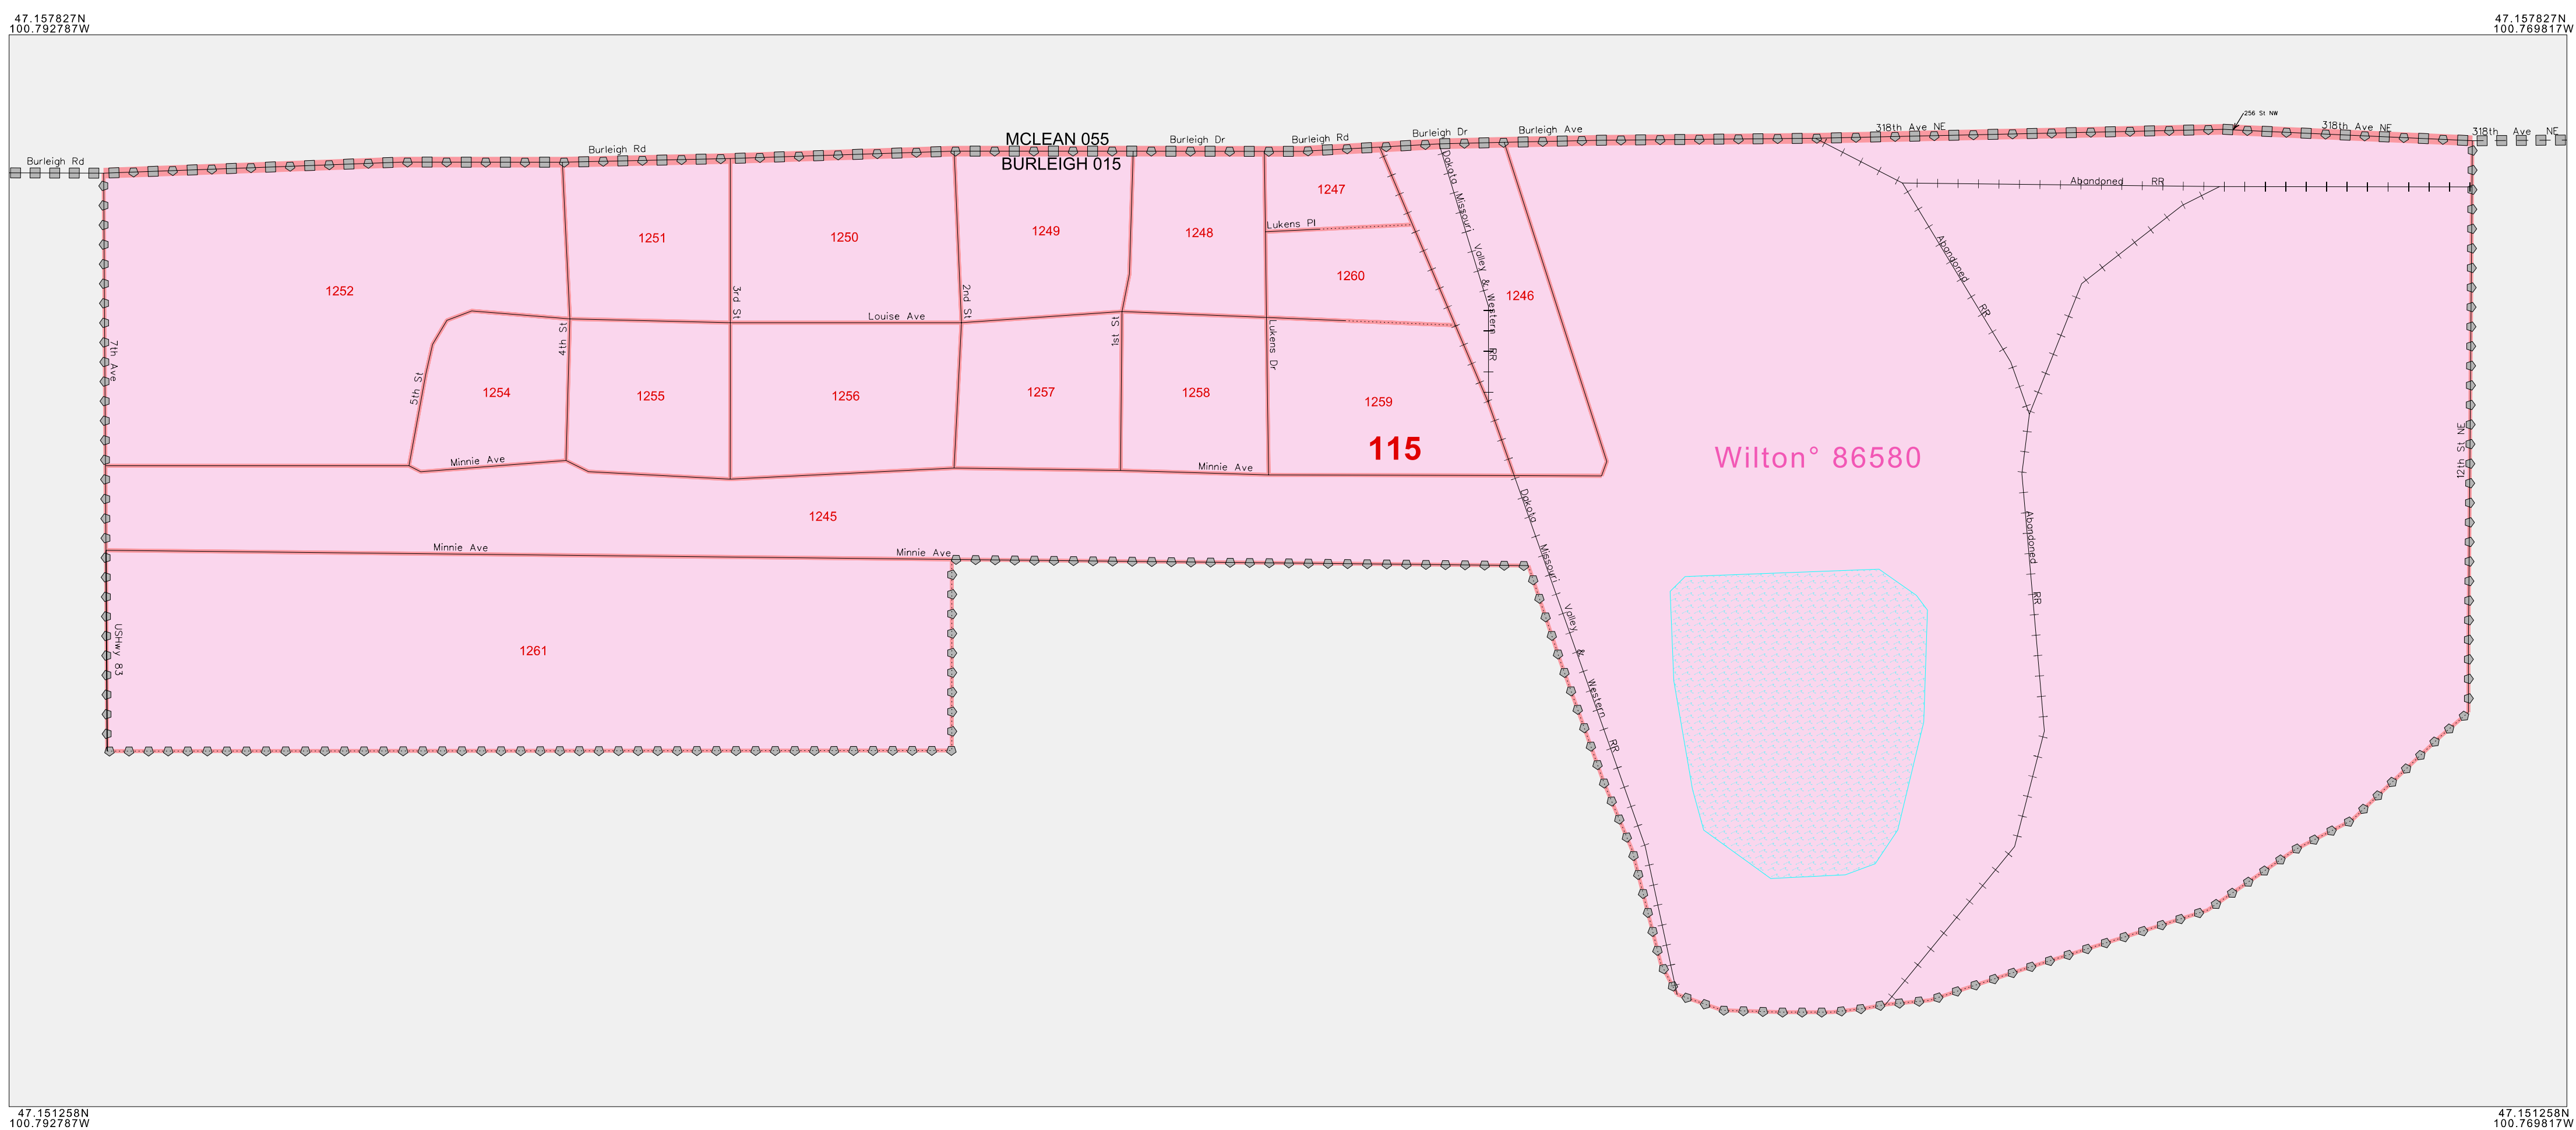 47.157827N
100.792787W
47.157827N
100.769817W
256 St NW
318th Ave NE
318th Ave NE
318th Ave NE
Burleigh Ave
Burleigh Dr
MCLEAN 055
Burleigh Dr
Burleigh Rd
Burleigh Rd
Burleigh Rd
BURLEIGH 015
Abandoned RR
1247
Lukens Pl
1248
1249
1250
1251
1252
1260
1246
Dakota Missouri Valley & Western RR
Abandoned RR
3rd St
2nd St
Louise Ave
1st St
4th St
Lukens Dr
7th Ave
5th St
1254
1255
1256
1257
1258
1259
115
Wilton° 86580
12th St NE
Minnie Ave
Minnie Ave
1245
Dakota Missouri Valley & Western RR
Abandoned RR
Minnie Ave
Minnie Ave
USHwy 83
1261
47.151258N
100.792787W
47.151258N
100.769817W